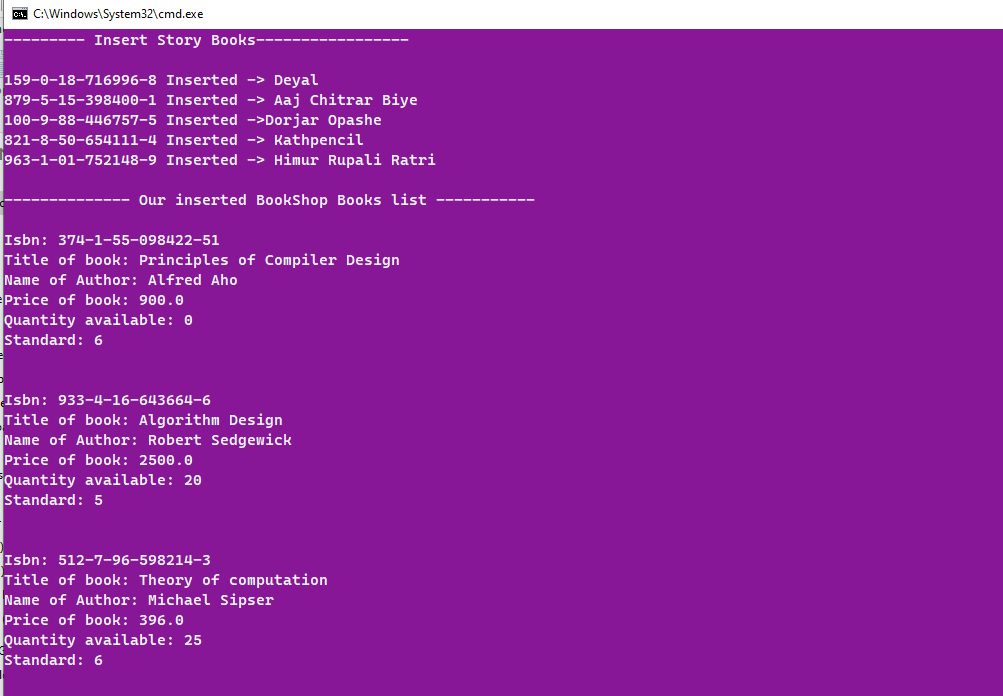 C:\Windows\System32\cmd.exe
--------- Insert Story Books-----------------
159-0-18-716996-8 Inserted -> Deyal
879-5-15-398400-1 Inserted -> Aaj Chitrar Biye
100-9-88-446757-5 Inserted ->Dorjar Opashe
821-8-50-654111-4 Inserted -> Kathpencil
963-1-01-752148-9 Inserted -> Himur Rupali Ratri
-------------- Our inserted BookShop Books list -----------
Isbn: 374-1-55-098422-51
Title of book: Principles of Compiler Design
Name of Author: Alfred Aho
Price of book: 900.0
Quantity available: 0
Standard: 6
Isbn: 933-4-16-643664-6
Title of book: Algorithm Design
Name of Author: Robert Sedgewick
Price of book: 2500.0
Quantity available: 20
Standard: 5
Isbn: 512-7-96-598214-3
Title of book: Theory of computation
Name of Author: Michael Sipser
Price of book: 396.0
Quantity available: 25
Standard: 6